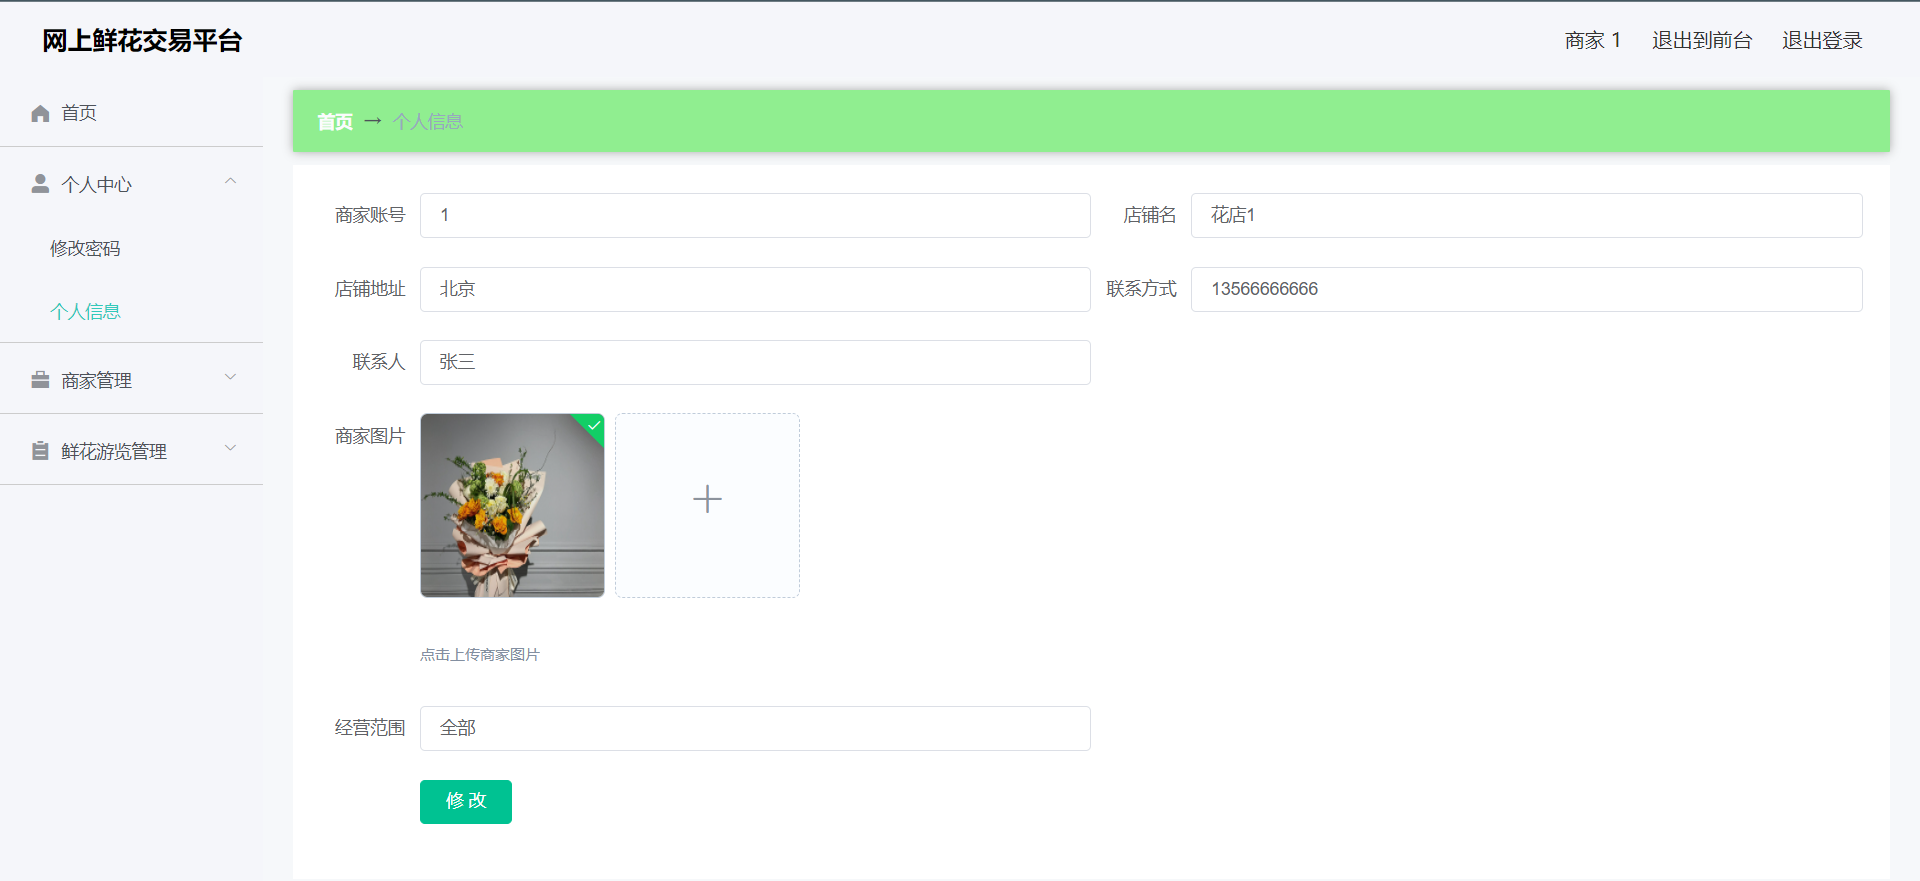 网上鲜花交易平台
商家 1 退出到前台 退出登录
首页
个人中心
修改密码
个人信息
商家管理
鲜花游览管理
首页 → 个人信息
商家账号 1 店铺名 花店1
店铺地址 北京 联系方式 13566666666
联系人 张三
商家图片
点击上传商家图片
经营范围 全部
修改